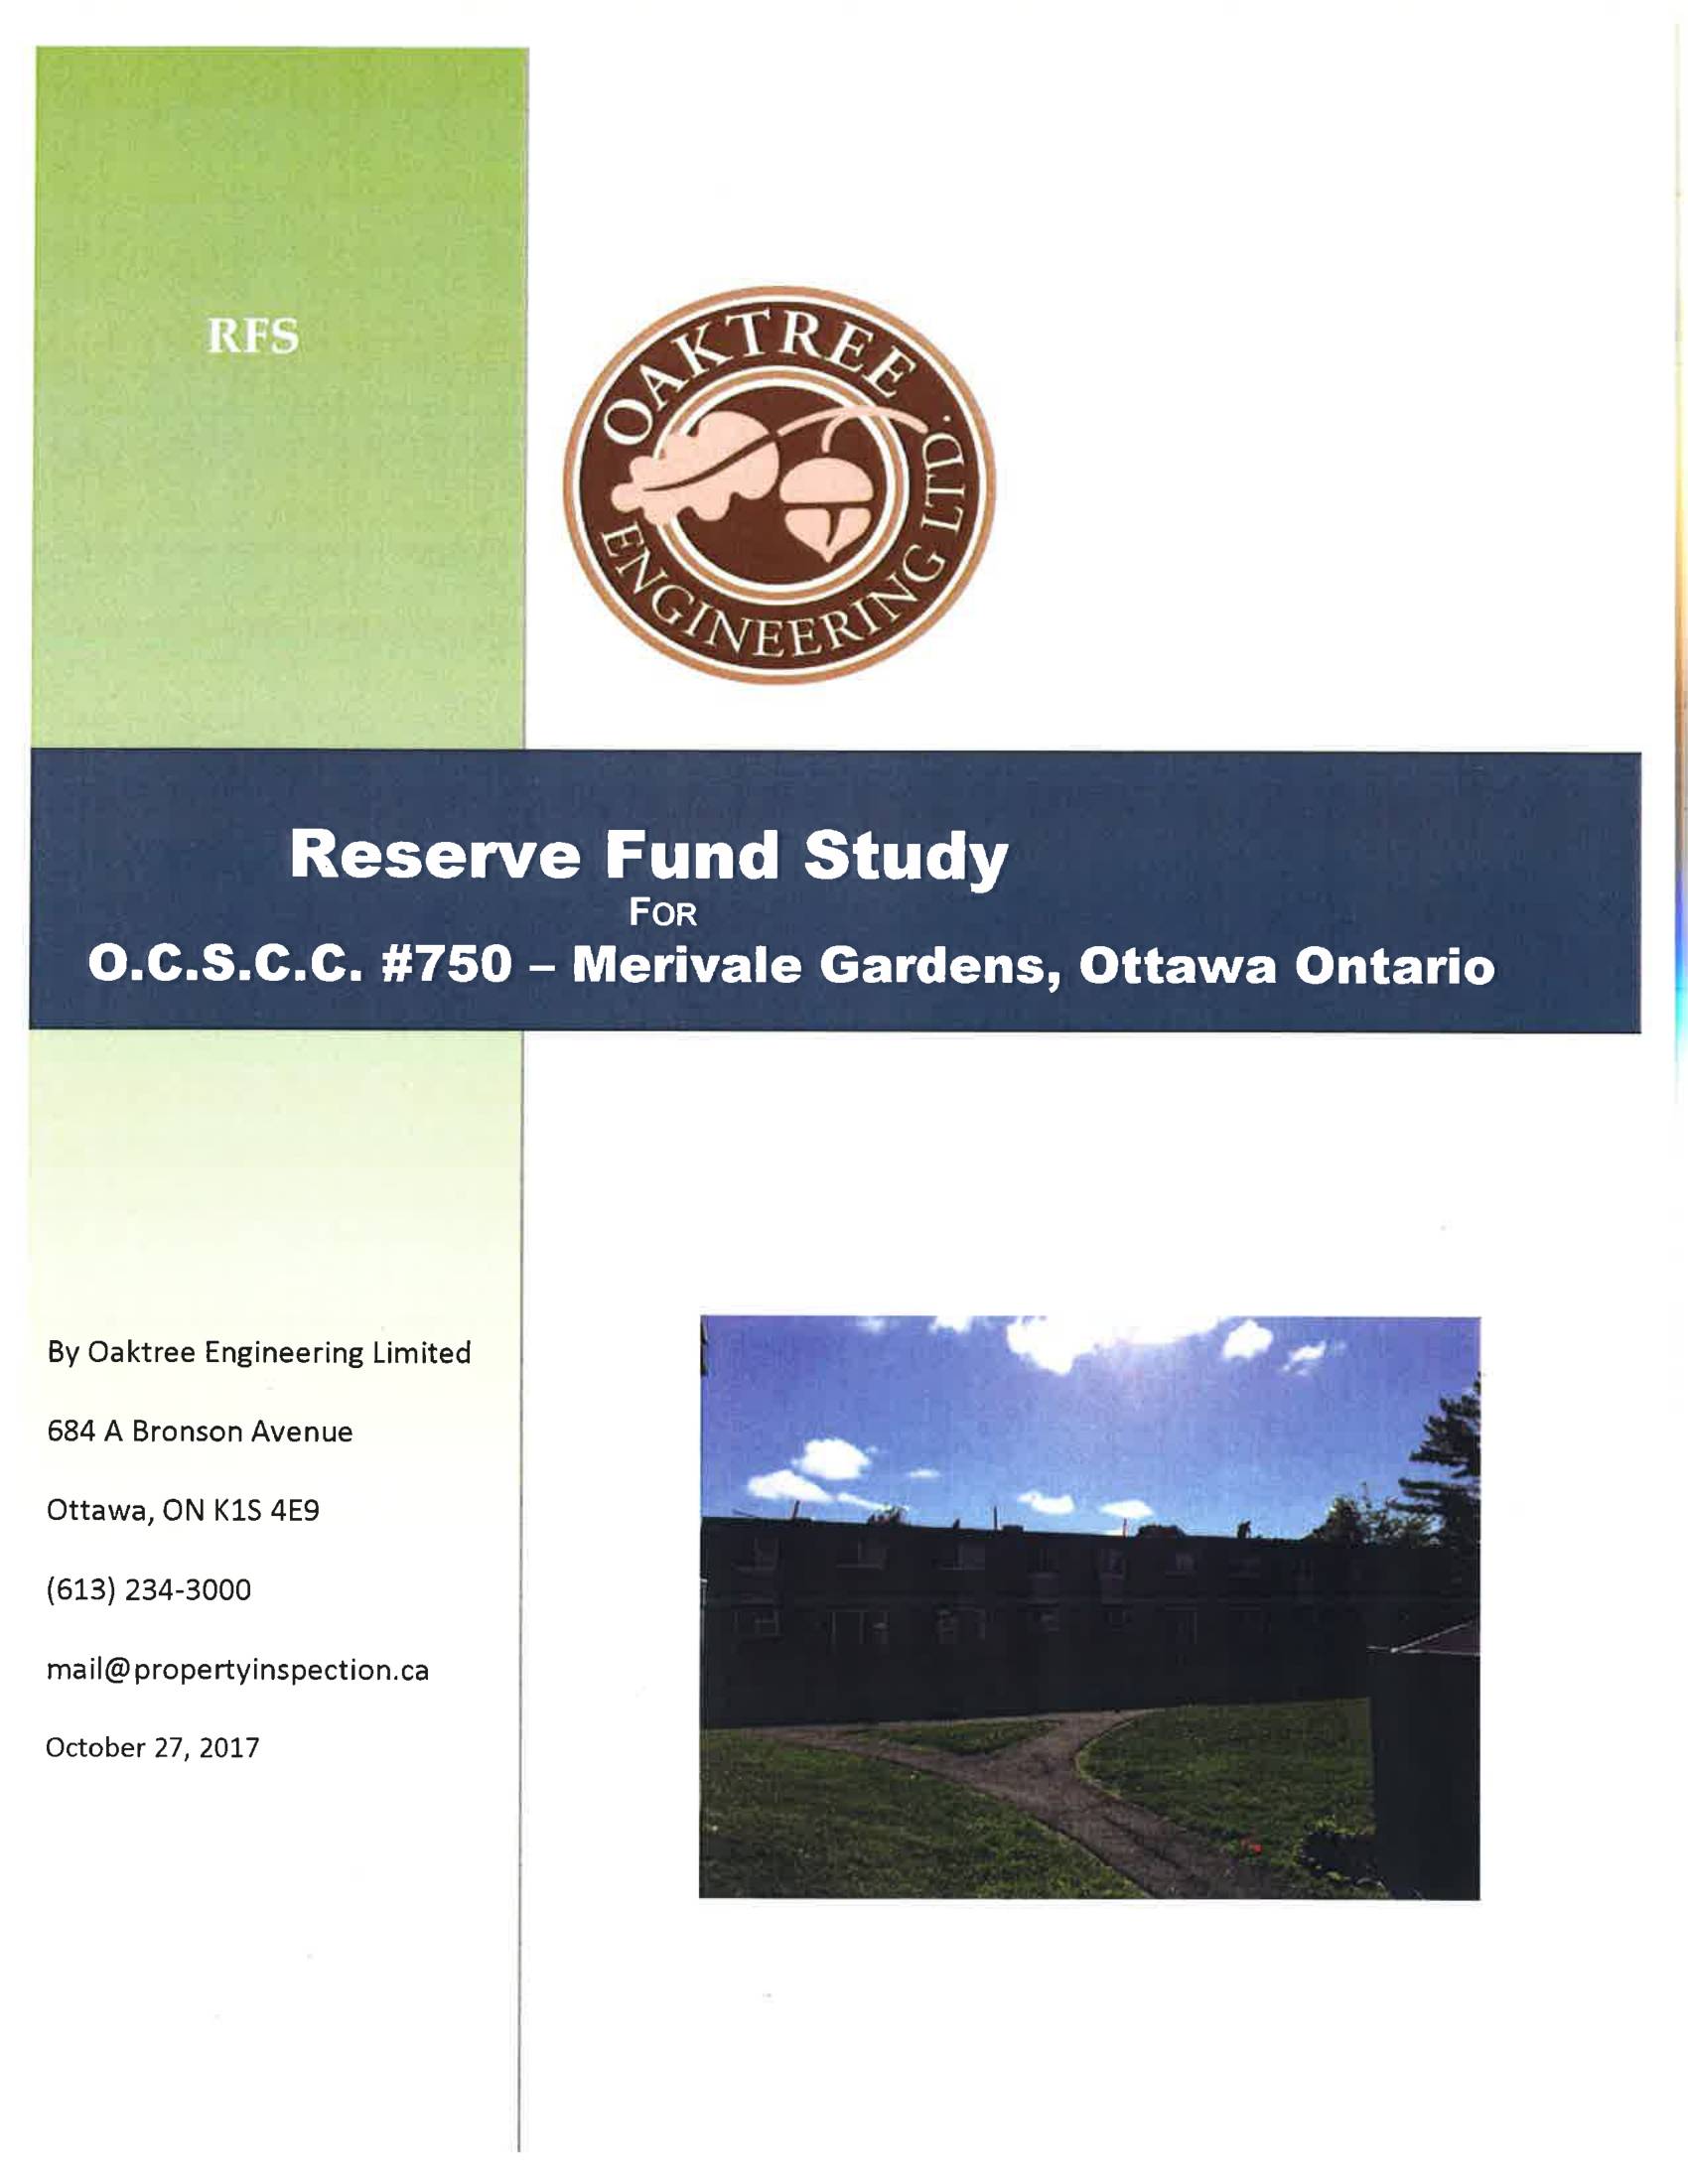 RFS
OAKTREE
ENGINEERING LTD.
Reserve Fund Study
FOR
O.C.S.C.C. #750 – Merivale Gardens, Ottawa Ontario
By Oaktree Engineering Limited
684 A Bronson Avenue
Ottawa, ON K1S 4E9
(613) 234-3000
mail@propertyinspection.ca
October 27, 2017